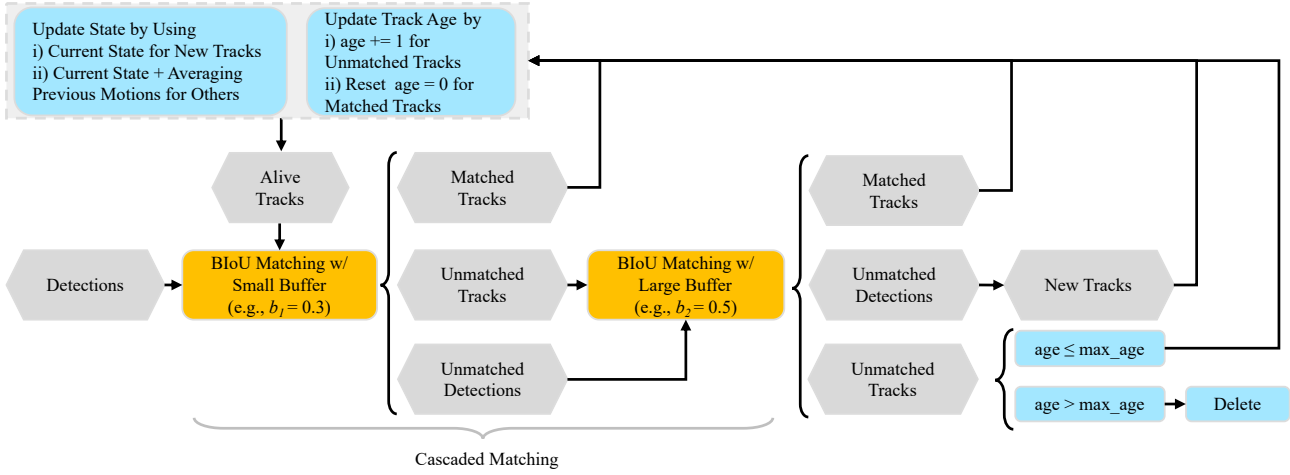 Update State by Using
i) Current State for New Tracks
ii) Current State + Averaging
Previous Motions for Others
Update Track Age by
i) age += 1 for
Unmatched Tracks
ii) Reset age = 0 for
Matched Tracks
Alive
Tracks
Matched
Tracks
Matched
Tracks
Detections
BIoU Matching w/
Small Buffer
(e.g., b₁ = 0.3)
Unmatched
Tracks
BIoU Matching w/
Large Buffer
(e.g., b₂ = 0.5)
Unmatched
Detections
New Tracks
Unmatched
Detections
Unmatched
Tracks
age ≤ max_age
age > max_age
Delete
Cascaded Matching